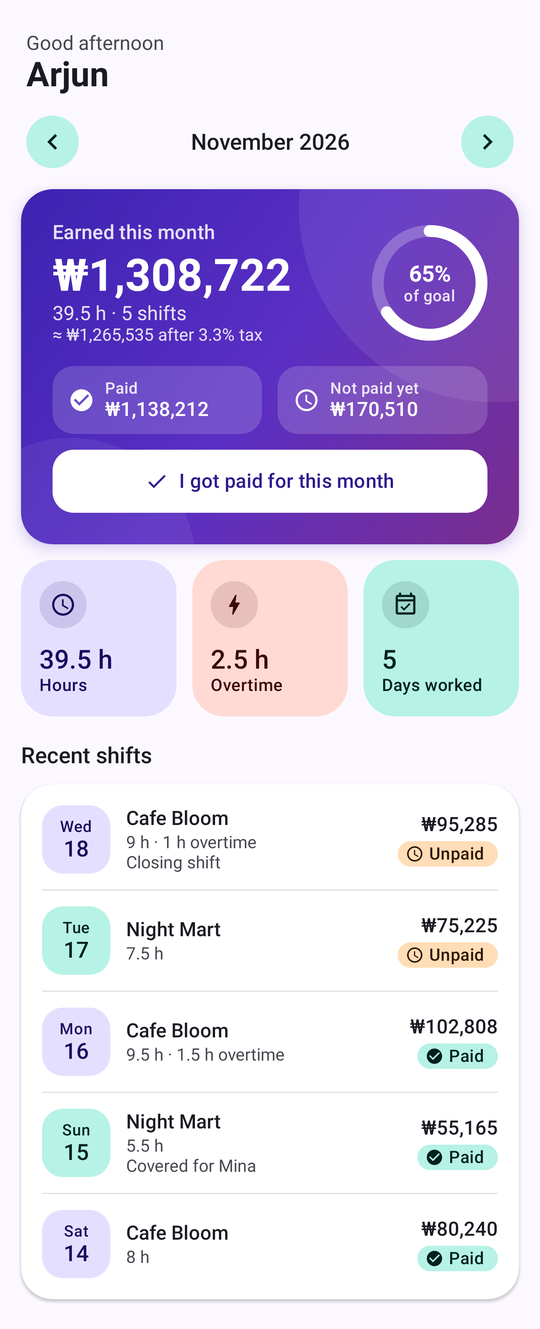 Good afternoon
Arjun
November 2026
Earned this month
₩1,308,722
39.5 h · 5 shifts
≈ ₩1,265,535 after 3.3% tax
65%
of goal
Paid
₩1,138,212
Not paid yet
₩170,510
I got paid for this month
39.5 h
Hours
2.5 h
Overtime
5
Days worked
Recent shifts
Wed
18
Cafe Bloom
9 h · 1 h overtime
Closing shift
₩95,285
Unpaid
Tue
17
Night Mart
7.5 h
₩75,225
Unpaid
Mon
16
Cafe Bloom
9.5 h · 1.5 h overtime
₩102,808
Paid
Sun
15
Night Mart
5.5 h
Covered for Mina
₩55,165
Paid
Sat
14
Cafe Bloom
8 h
₩80,240
Paid